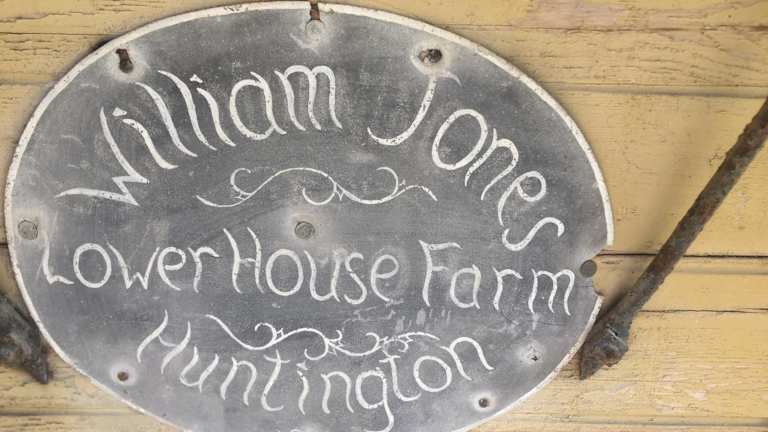 William Jones
Lower House Farm
Huntington